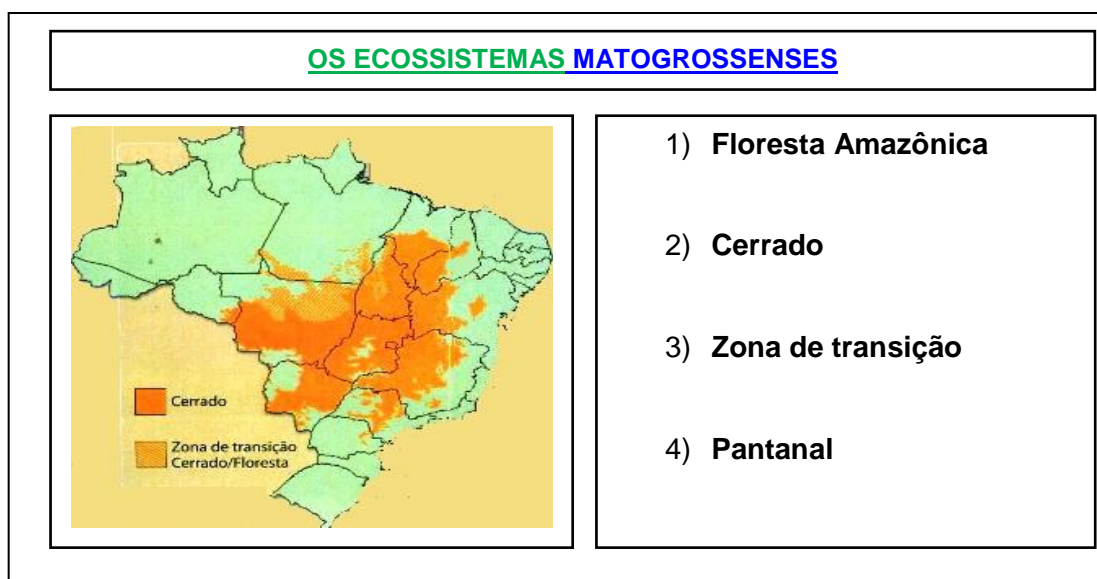 OS ECOSSISTEMAS MATOGROSSENSES
Cerrado
Zona de transição
Cerrado/Floresta
1) Floresta Amazônica
2) Cerrado
3) Zona de transição
4) Pantanal